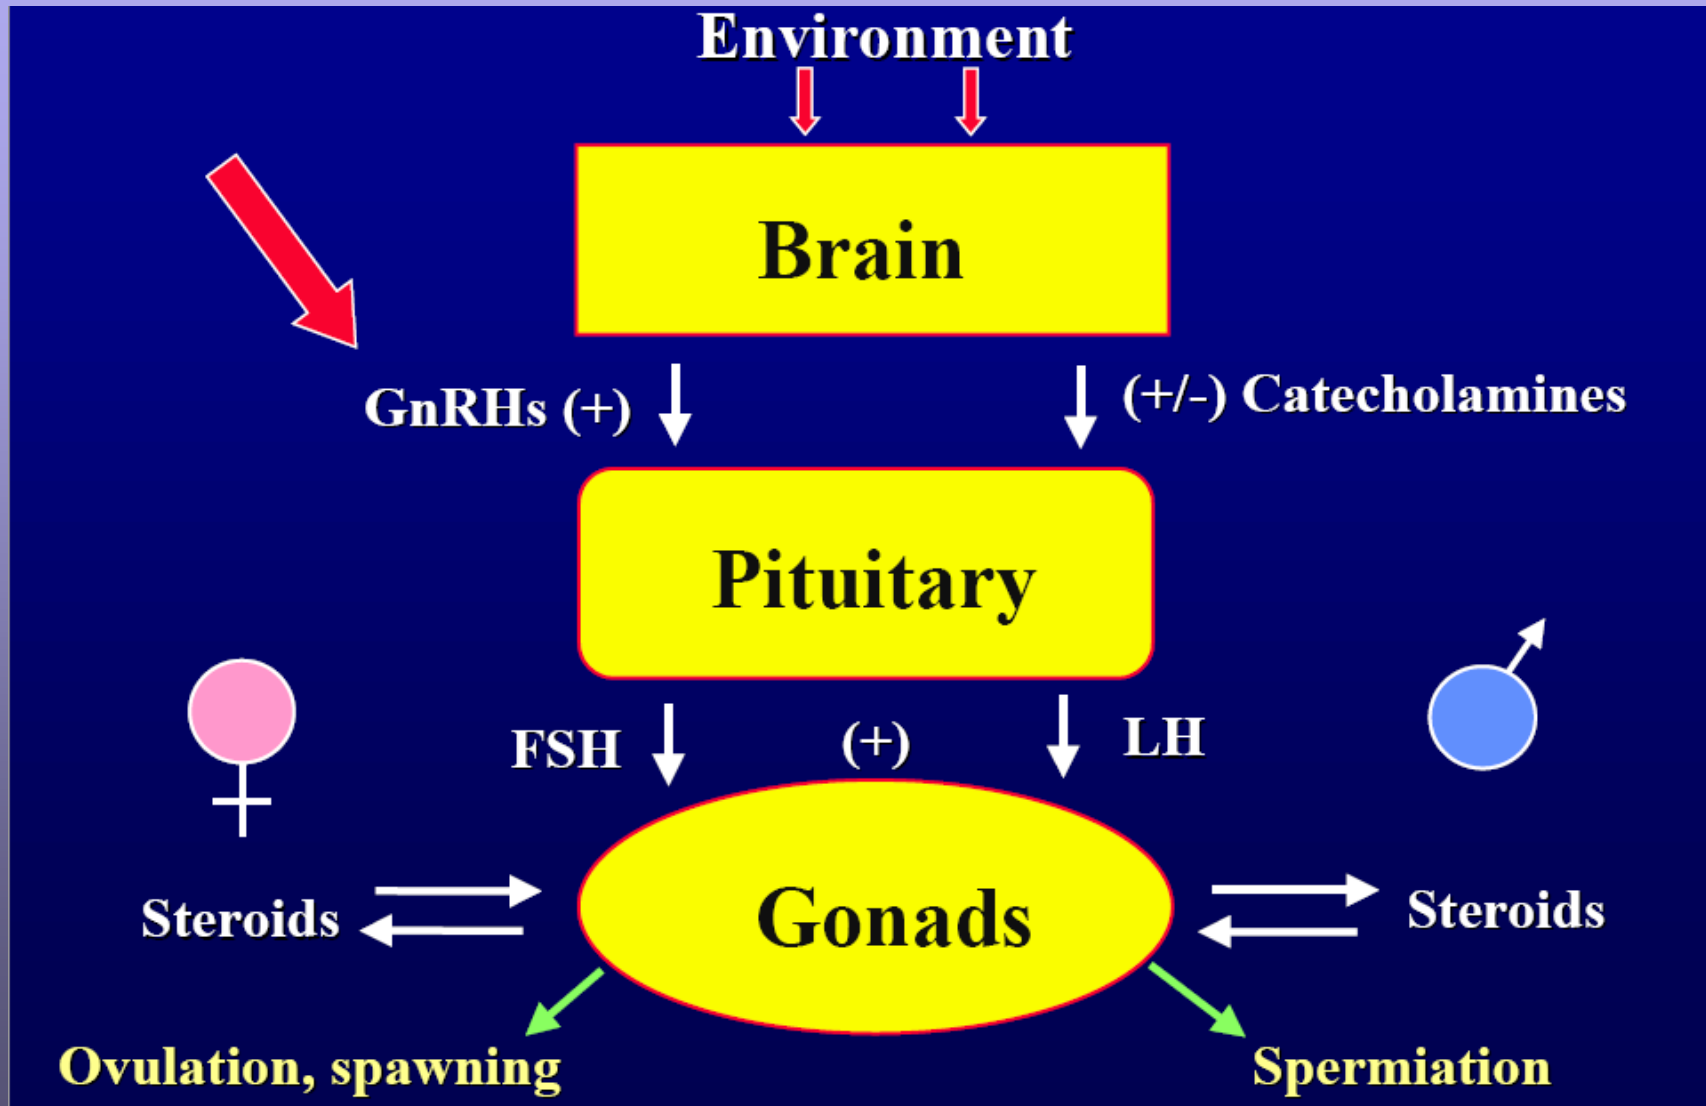 Environment
Brain
GnRHs (+)
(+/-) Catecholamines
Pituitary
FSH
(+)
LH
Gonads
Steroids
Steroids
Ovulation, spawning
Spermiation